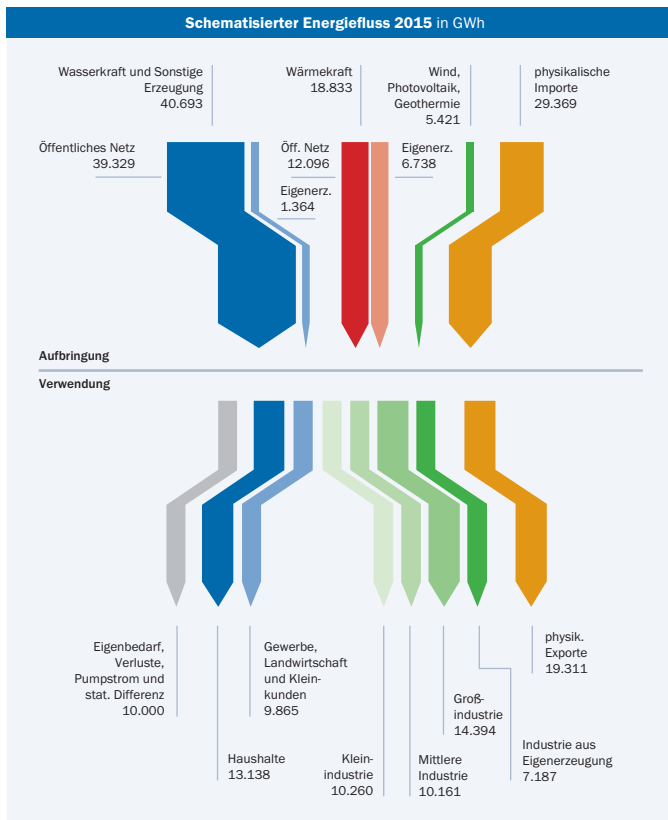 Schematisierter Energiefluss 2015 in GWh
Wasserkraft und Sonstige
Erzeugung
40.693
Wärmekraft
18.833
Wind,
Photovoltaik,
Geothermie
5.421
physikalische
Importe
29.369
Öffentliches Netz
39.329
Öff. Netz
12.096
Eigenerz.
6.738
Eigenerz.
1.364
Aufbringung
Verwendung
Eigenbedarf,
Verluste,
Pumpstrom und
stat. Differenz
10.000
Haushalte
13.138
Gewerbe,
Landwirtschaft
und Klein-
kunden
9.865
Klein-
industrie
10.260
Mittlere
Industrie
10.161
Groß-
industrie
14.394
Industrie aus
Eigenerzeugung
7.187
physik.
Exporte
19.311